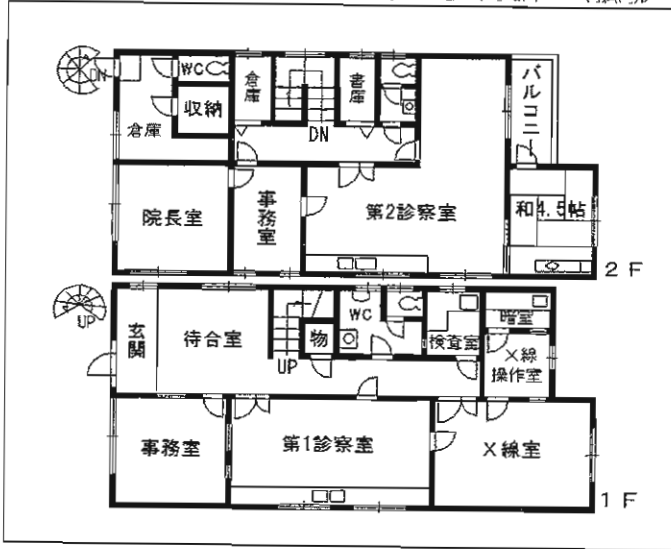 DN
WC
倉庫
収納
倉庫
書庫
DN
バルコニー
院長室
事務室
第2診察室
和4.5帖
2F
UP
玄関
待合室
UP
物
WC
検査室
暗室
X線
操作室
事務室
第1診察室
X線室
1F